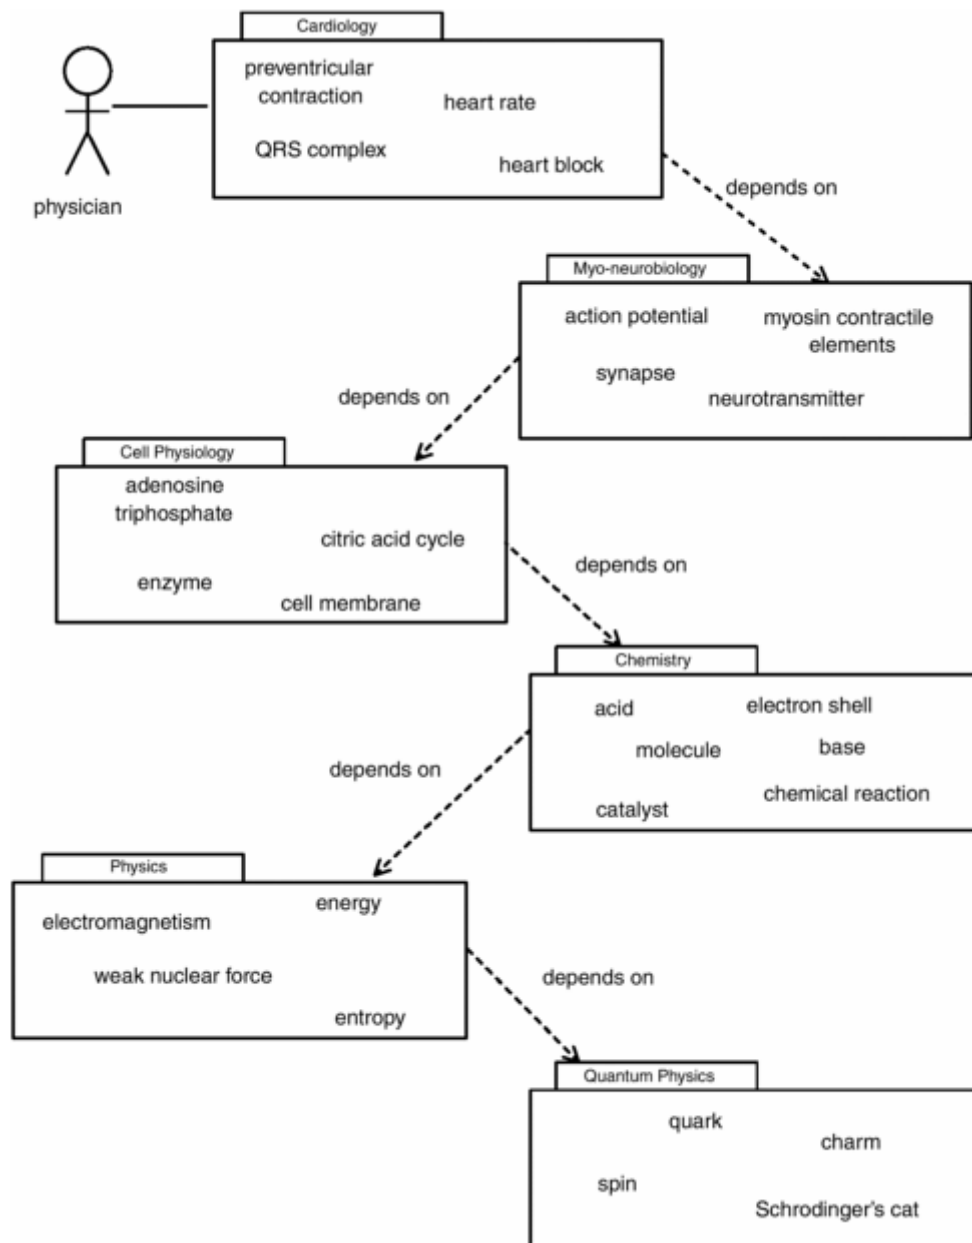 Cardiology
preventricular
contraction
heart rate
QRS complex
heart block
physician
depends on
Myo-neurobiology
action potential
myosin contractile
elements
synapse
neurotransmitter
depends on
Cell Physiology
adenosine
triphosphate
citric acid cycle
enzyme
cell membrane
depends on
Chemistry
acid
electron shell
molecule
base
catalyst
chemical reaction
depends on
Physics
energy
electromagnetism
weak nuclear force
entropy
depends on
Quantum Physics
quark
charm
spin
Schrodinger's cat